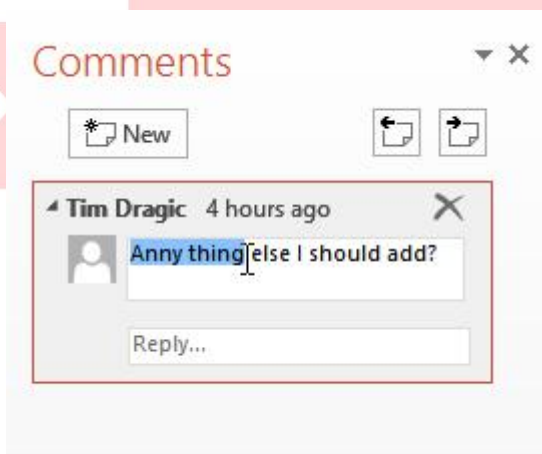 Comments
New
Tim Dragic 4 hours ago
Anny thing else I should add?
Reply...